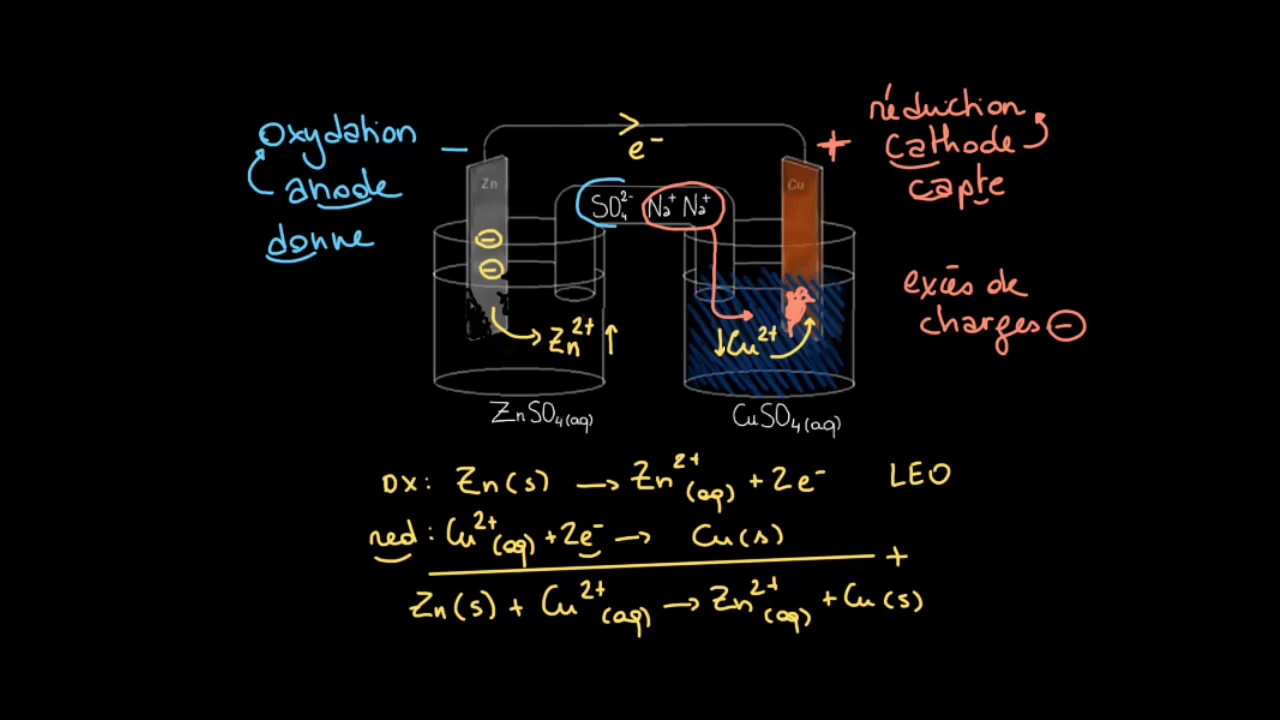 oxydation
anode
donne
−
e⁻
+
réduction
cathode
capte
Zn
Cu
SO₄²⁻ Na⁺ Na⁺
−
−
Zn²⁺ ↑
↓Cu²⁺
excès de
charges ⊖
ZnSO₄(aq)
CuSO₄(aq)
OX: Zn(s) → Zn²⁺(aq) + 2e⁻
LEO
red: Cu²⁺(aq) + 2e⁻ → Cu(s)
+
Zn(s) + Cu²⁺(aq) → Zn²⁺(aq) + Cu(s)